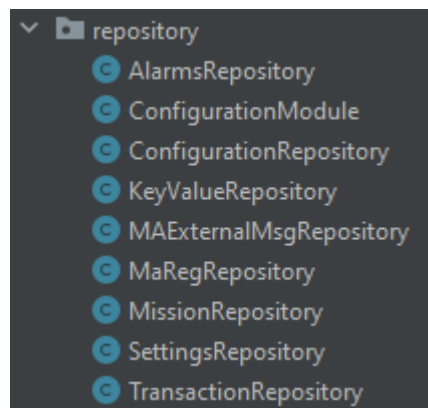 repository
C AlarmsRepository
C ConfigurationModule
C ConfigurationRepository
C KeyValueRepository
C MAExternalMsgRepository
C MaRegRepository
C MissionRepository
C SettingsRepository
C TransactionRepository